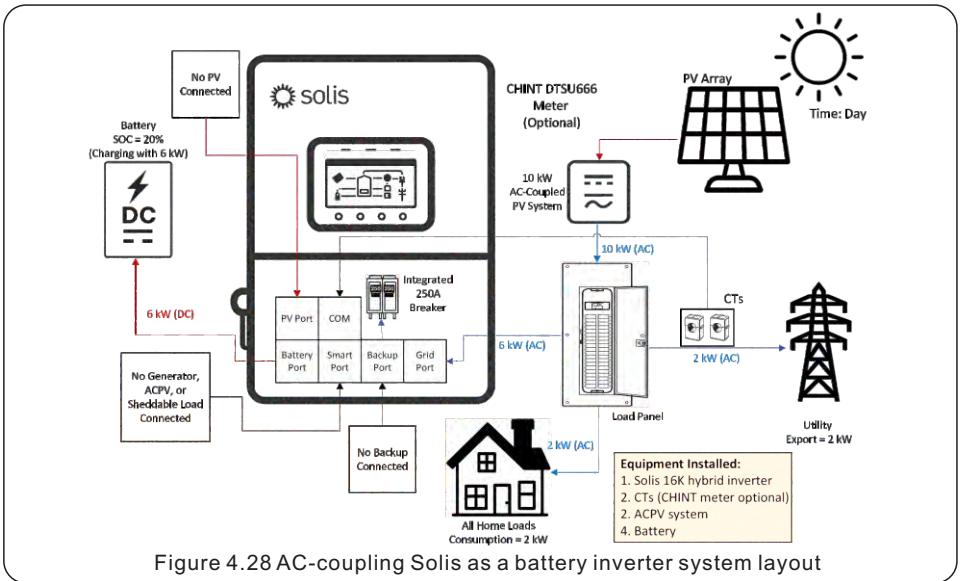 No PV
Connected
solis
CHINT DTSU666
Meter
(Optional)
PV Array
Time: Day
Battery
SOC = 20%
(Charging with 6 kW)
DC
10 kW
AC-Coupled
PV System
10 kW (AC)
Integrated
250A
Breaker
CTs
PV Port
COM
6 kW (DC)
6 kW (AC)
2 kW (AC)
Battery
Port
Smart
Port
Backup
Port
Grid
Port
No Generator,
ACPV, or
Sheddable Load
Connected
Load Panel
Utility
Export = 2 kW
No Backup
Connected
2 kW (AC)
All Home Loads
Consumption = 2 kW
Equipment Installed:
1. Solis 16K hybrid inverter
2. CTs (CHINT meter optional)
2. ACPV system
4. Battery
Figure 4.28 AC-coupling Solis as a battery inverter system layout